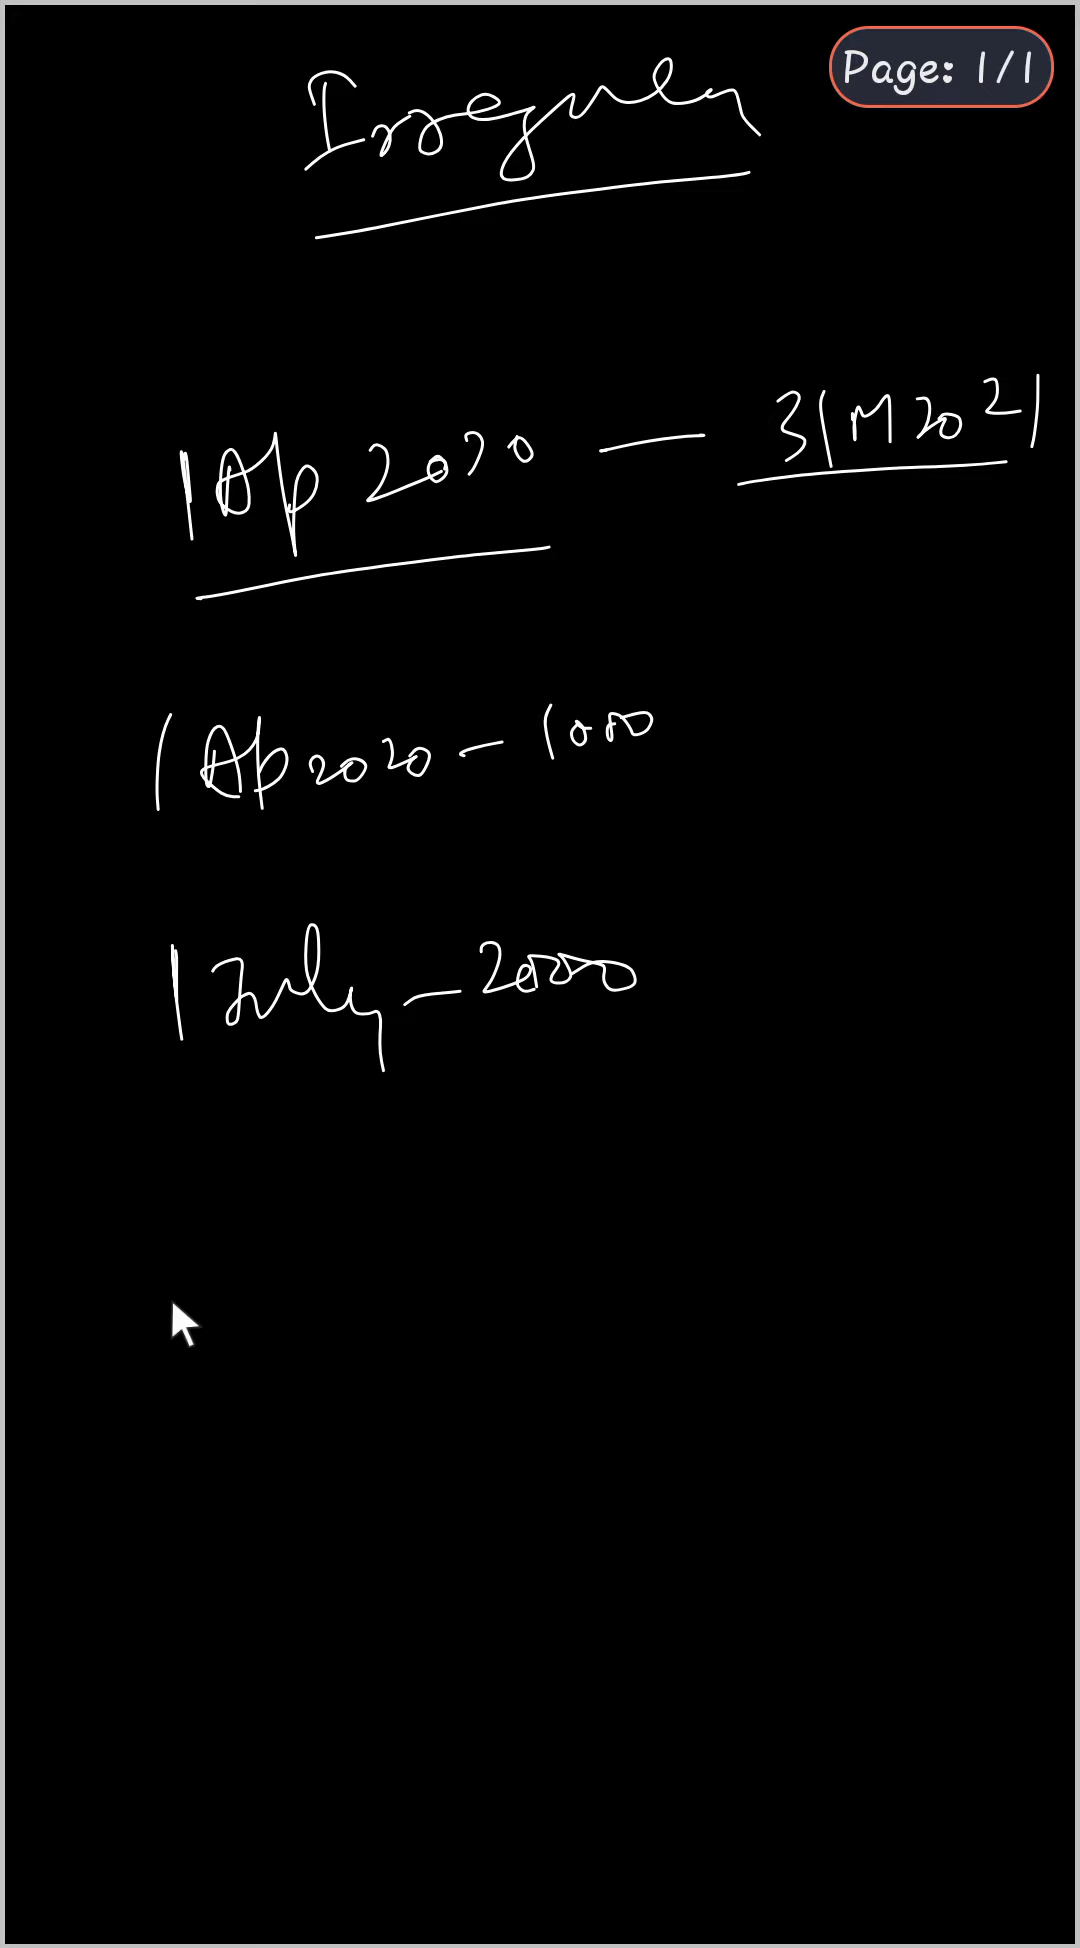 Page: 1/1
Irregular
1 Ap 2020 — 31 M 2021
1 Ap 2020 - 1000
1 July - 2000